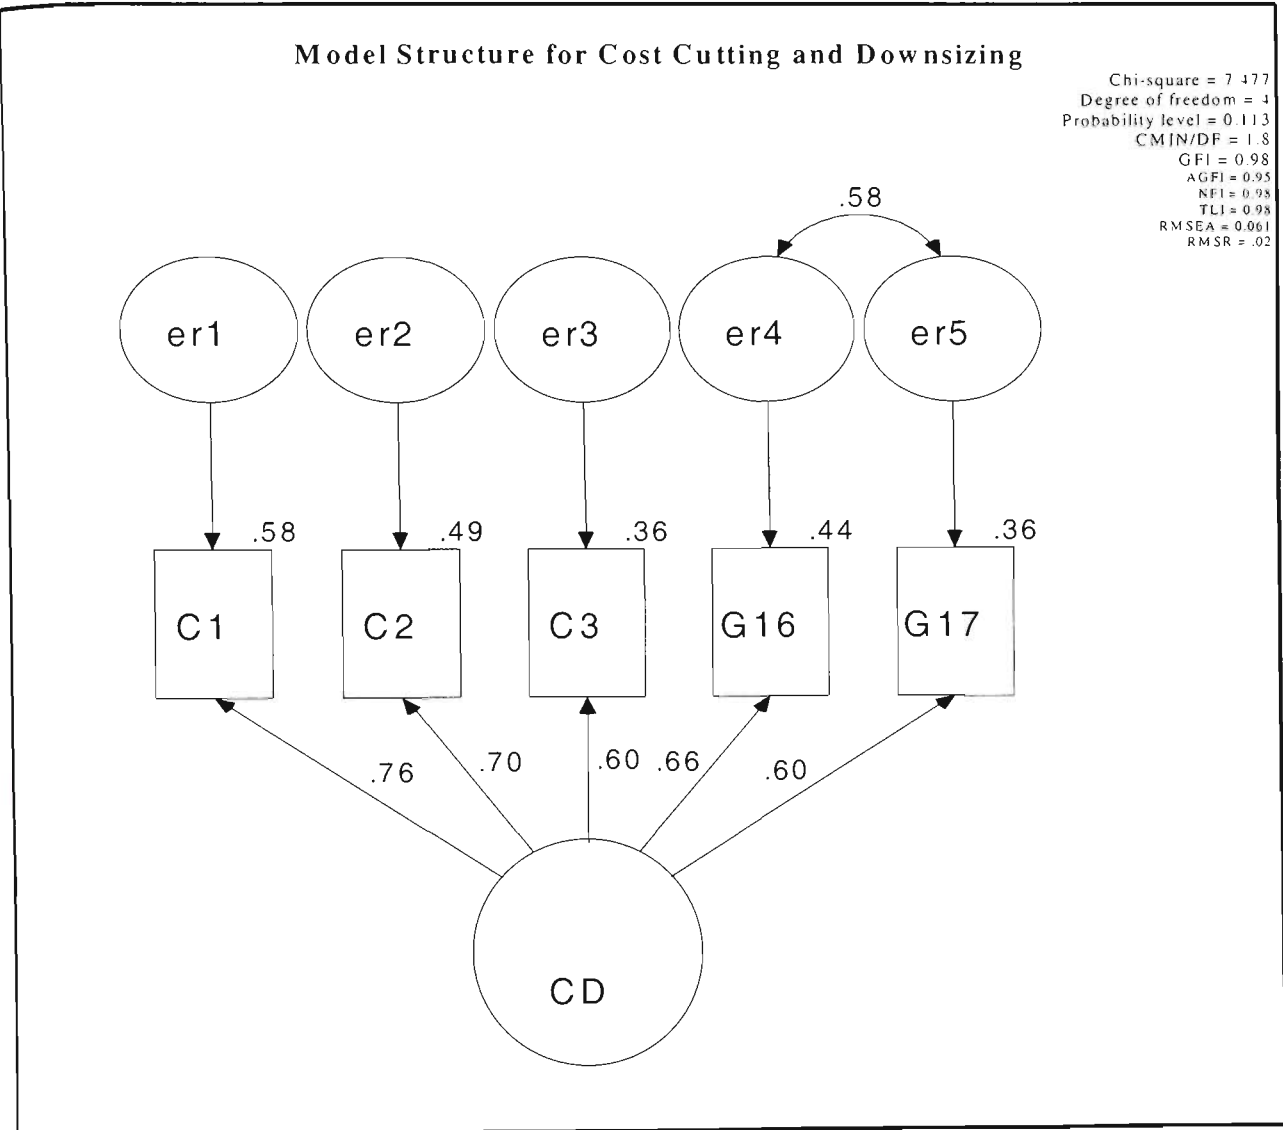 Model Structure for Cost Cutting and Downsizing
Chi-square = 7.477
Degree of freedom = 4
Probability level = 0.113
CMIN/DF = 1.8
GFI = 0.98
AGFI = 0.95
NFI = 0.98
TLI = 0.98
RMSEA = 0.061
RMSR = .02
.58
er1 er2 er3 er4 er5
.58 .49 .36 .44 .36
C1 C2 C3 G16 G17
.76 .70 .60 .66 .60
CD